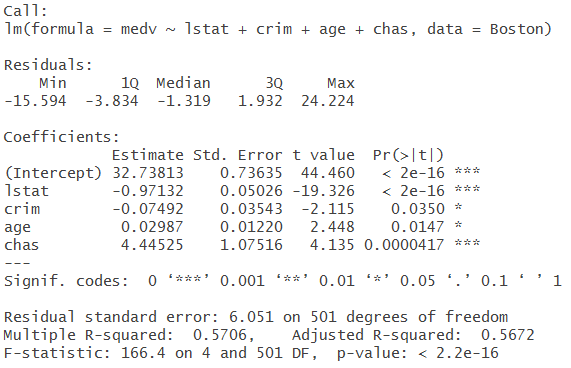 Call:
lm(formula = medv ~ lstat + crim + age + chas, data = Boston)
Residuals:
    Min      1Q  Median      3Q     Max
-15.594  -3.834  -1.319   1.932  24.224
Coefficients:
            Estimate Std. Error t value  Pr(>|t|)
(Intercept) 32.73813    0.73635  44.460   < 2e-16 ***
lstat       -0.97132    0.05026 -19.326   < 2e-16 ***
crim        -0.07492    0.03543  -2.115    0.0350 *
age          0.02987    0.01220   2.448    0.0147 *
chas         4.44525    1.07516   4.135 0.0000417 ***
---
Signif. codes:  0 ‘***’ 0.001 ‘**’ 0.01 ‘*’ 0.05 ‘.’ 0.1 ‘ ’ 1
Residual standard error: 6.051 on 501 degrees of freedom
Multiple R-squared:  0.5706,    Adjusted R-squared:  0.5672
F-statistic: 166.4 on 4 and 501 DF,  p-value: < 2.2e-16